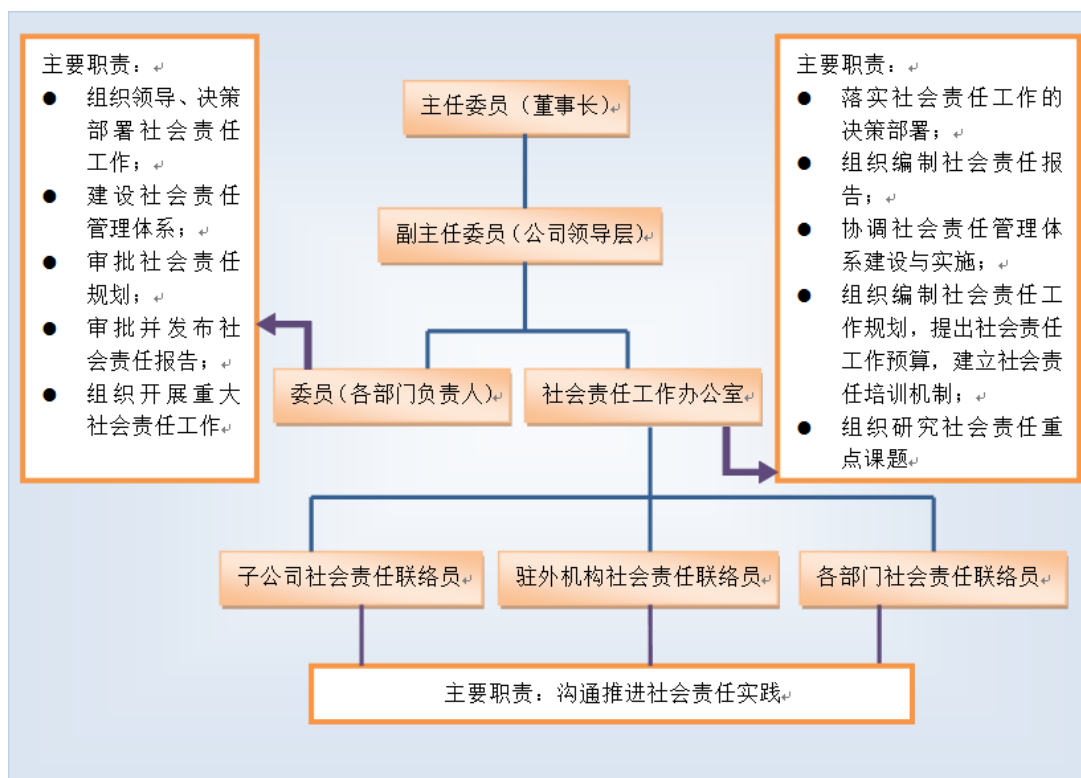 主要职责：
● 组织领导、决策
部署社会责任
工作；
● 建设社会责任
管理体系；
● 审批社会责任
规划；
● 审批并发布社
会责任报告；
● 组织开展重大
社会责任工作
主任委员（董事长）
副主任委员（公司领导层）
委员（各部门负责人）
社会责任工作办公室
主要职责：
● 落实社会责任工作的
决策部署；
● 组织编制社会责任报
告；
● 协调社会责任管理体
系建设与实施；
● 组织编制社会责任工
作规划，提出社会责任
工作预算，建立社会责
任培训机制；
● 组织研究社会责任重
点课题
子公司社会责任联络员
驻外机构社会责任联络员
各部门社会责任联络员
主要职责：沟通推进社会责任实践